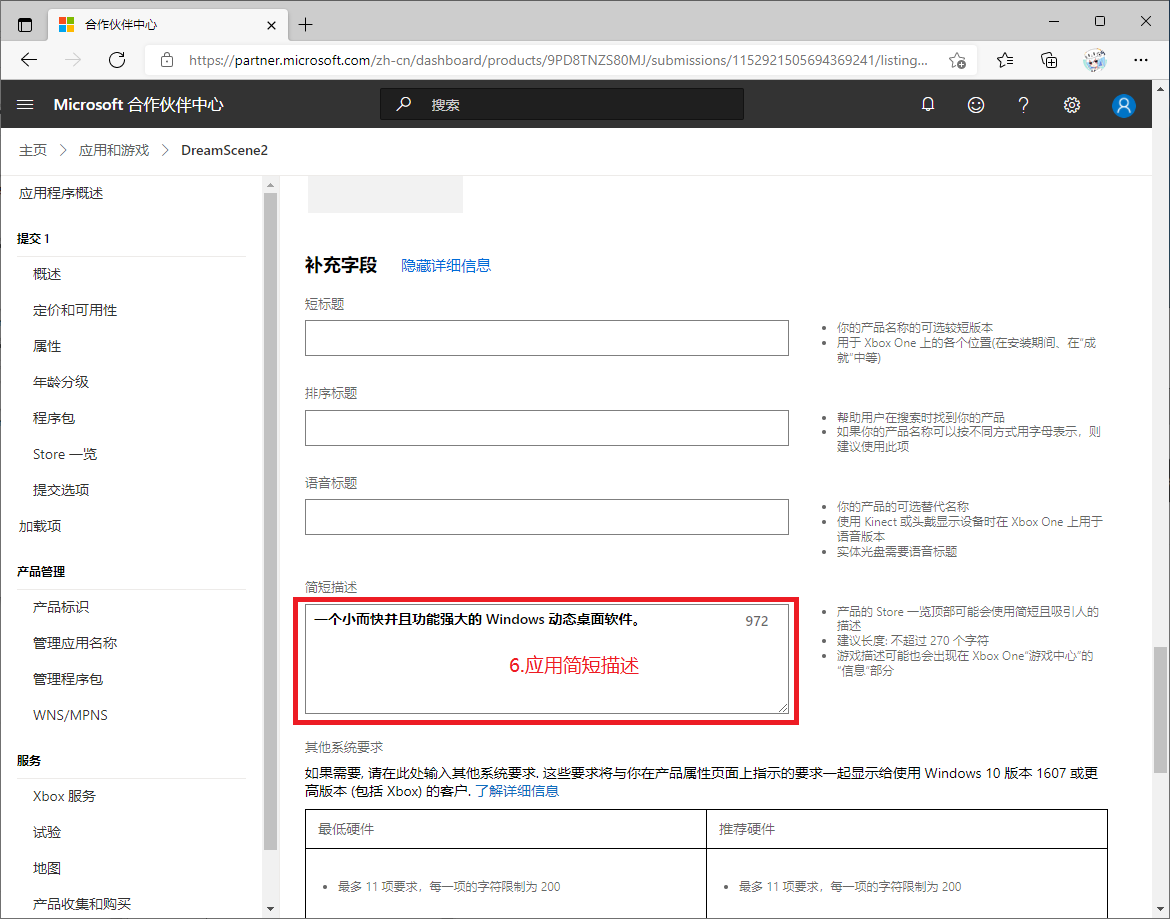 合作伙伴中心
https://partner.microsoft.com/zh-cn/dashboard/products/9PD8TNZS80MJ/submissions/1152921505694369241/listing...
Microsoft 合作伙伴中心
搜索
主页 > 应用和游戏 > DreamScene2
应用程序概述
提交 1
概述
定价和可用性
属性
年龄分级
程序包
Store 一览
提交选项
加载项
产品管理
产品标识
管理应用名称
管理程序包
WNS/MPNS
服务
Xbox 服务
试验
地图
产品收集和购买
补充字段 隐藏详细信息
短标题
你的产品名称的可选较短版本
用于 Xbox One 上的各个位置(在安装期间、在"成
就"中等)
排序标题
帮助用户在搜索时找到你的产品
如果你的产品名称可以按不同方式用字母表示，则
建议使用此项
语音标题
你的产品的可选替代名称
使用 Kinect 或头戴显示设备时在 Xbox One 上用于
语音版本
实体光盘需要语音标题
简短描述
一个小而快并且功能强大的 Windows 动态桌面软件。
972
6.应用简短描述
产品的 Store 一览顶部可能会使用简短且吸引人的
描述
建议长度: 不超过 270 个字符
游戏描述可能也会出现在 Xbox One"游戏中心"的
"信息"部分
其他系统要求
如果需要, 请在此处输入其他系统要求. 这些要求将与你在产品属性页面上指示的要求一起显示给使用 Windows 10 版本 1607 或更
高版本 (包括 Xbox) 的客户. 了解详细信息
最低硬件
推荐硬件
最多 11 项要求，每一项的字符限制为 200
最多 11 项要求，每一项的字符限制为 200